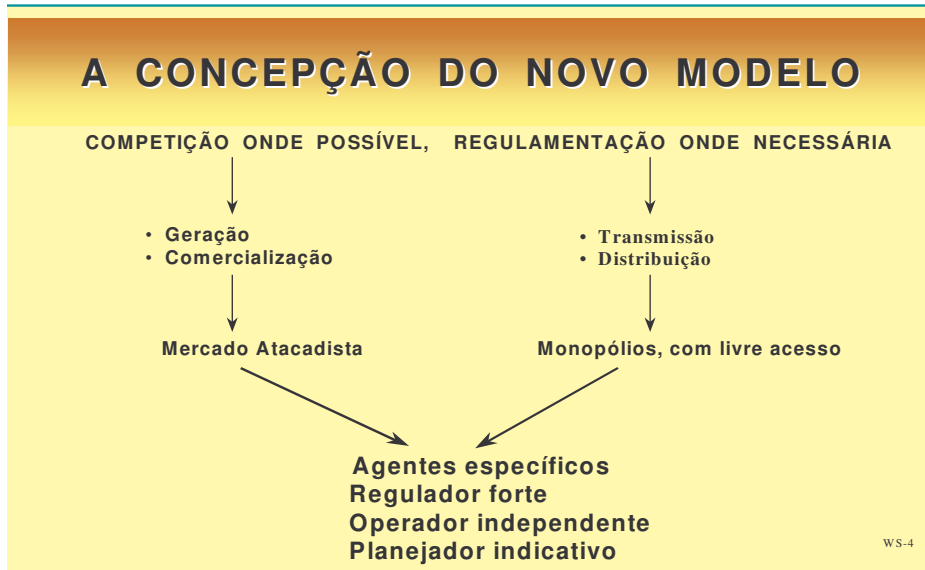 A CONCEPÇÃO DO NOVO MODELO
COMPETIÇÃO ONDE POSSÍVEL, REGULAMENTAÇÃO ONDE NECESSÁRIA
• Geração
• Comercialização
• Transmissão
• Distribuição
Mercado Atacadista
Monopólios, com livre acesso
Agentes específicos
Regulador forte
Operador independente
Planejador indicativo
WS-4